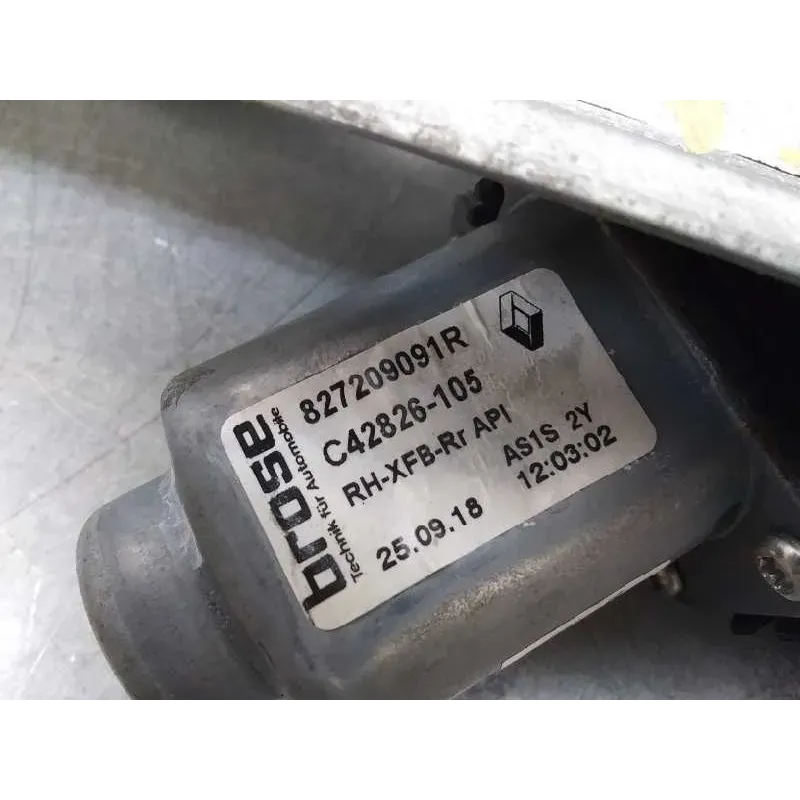 brose
Technik für Automobile
827209091R
C42826-105
RH-XFB-Rr API
25.09.18
AS1S 2Y
12:03:02